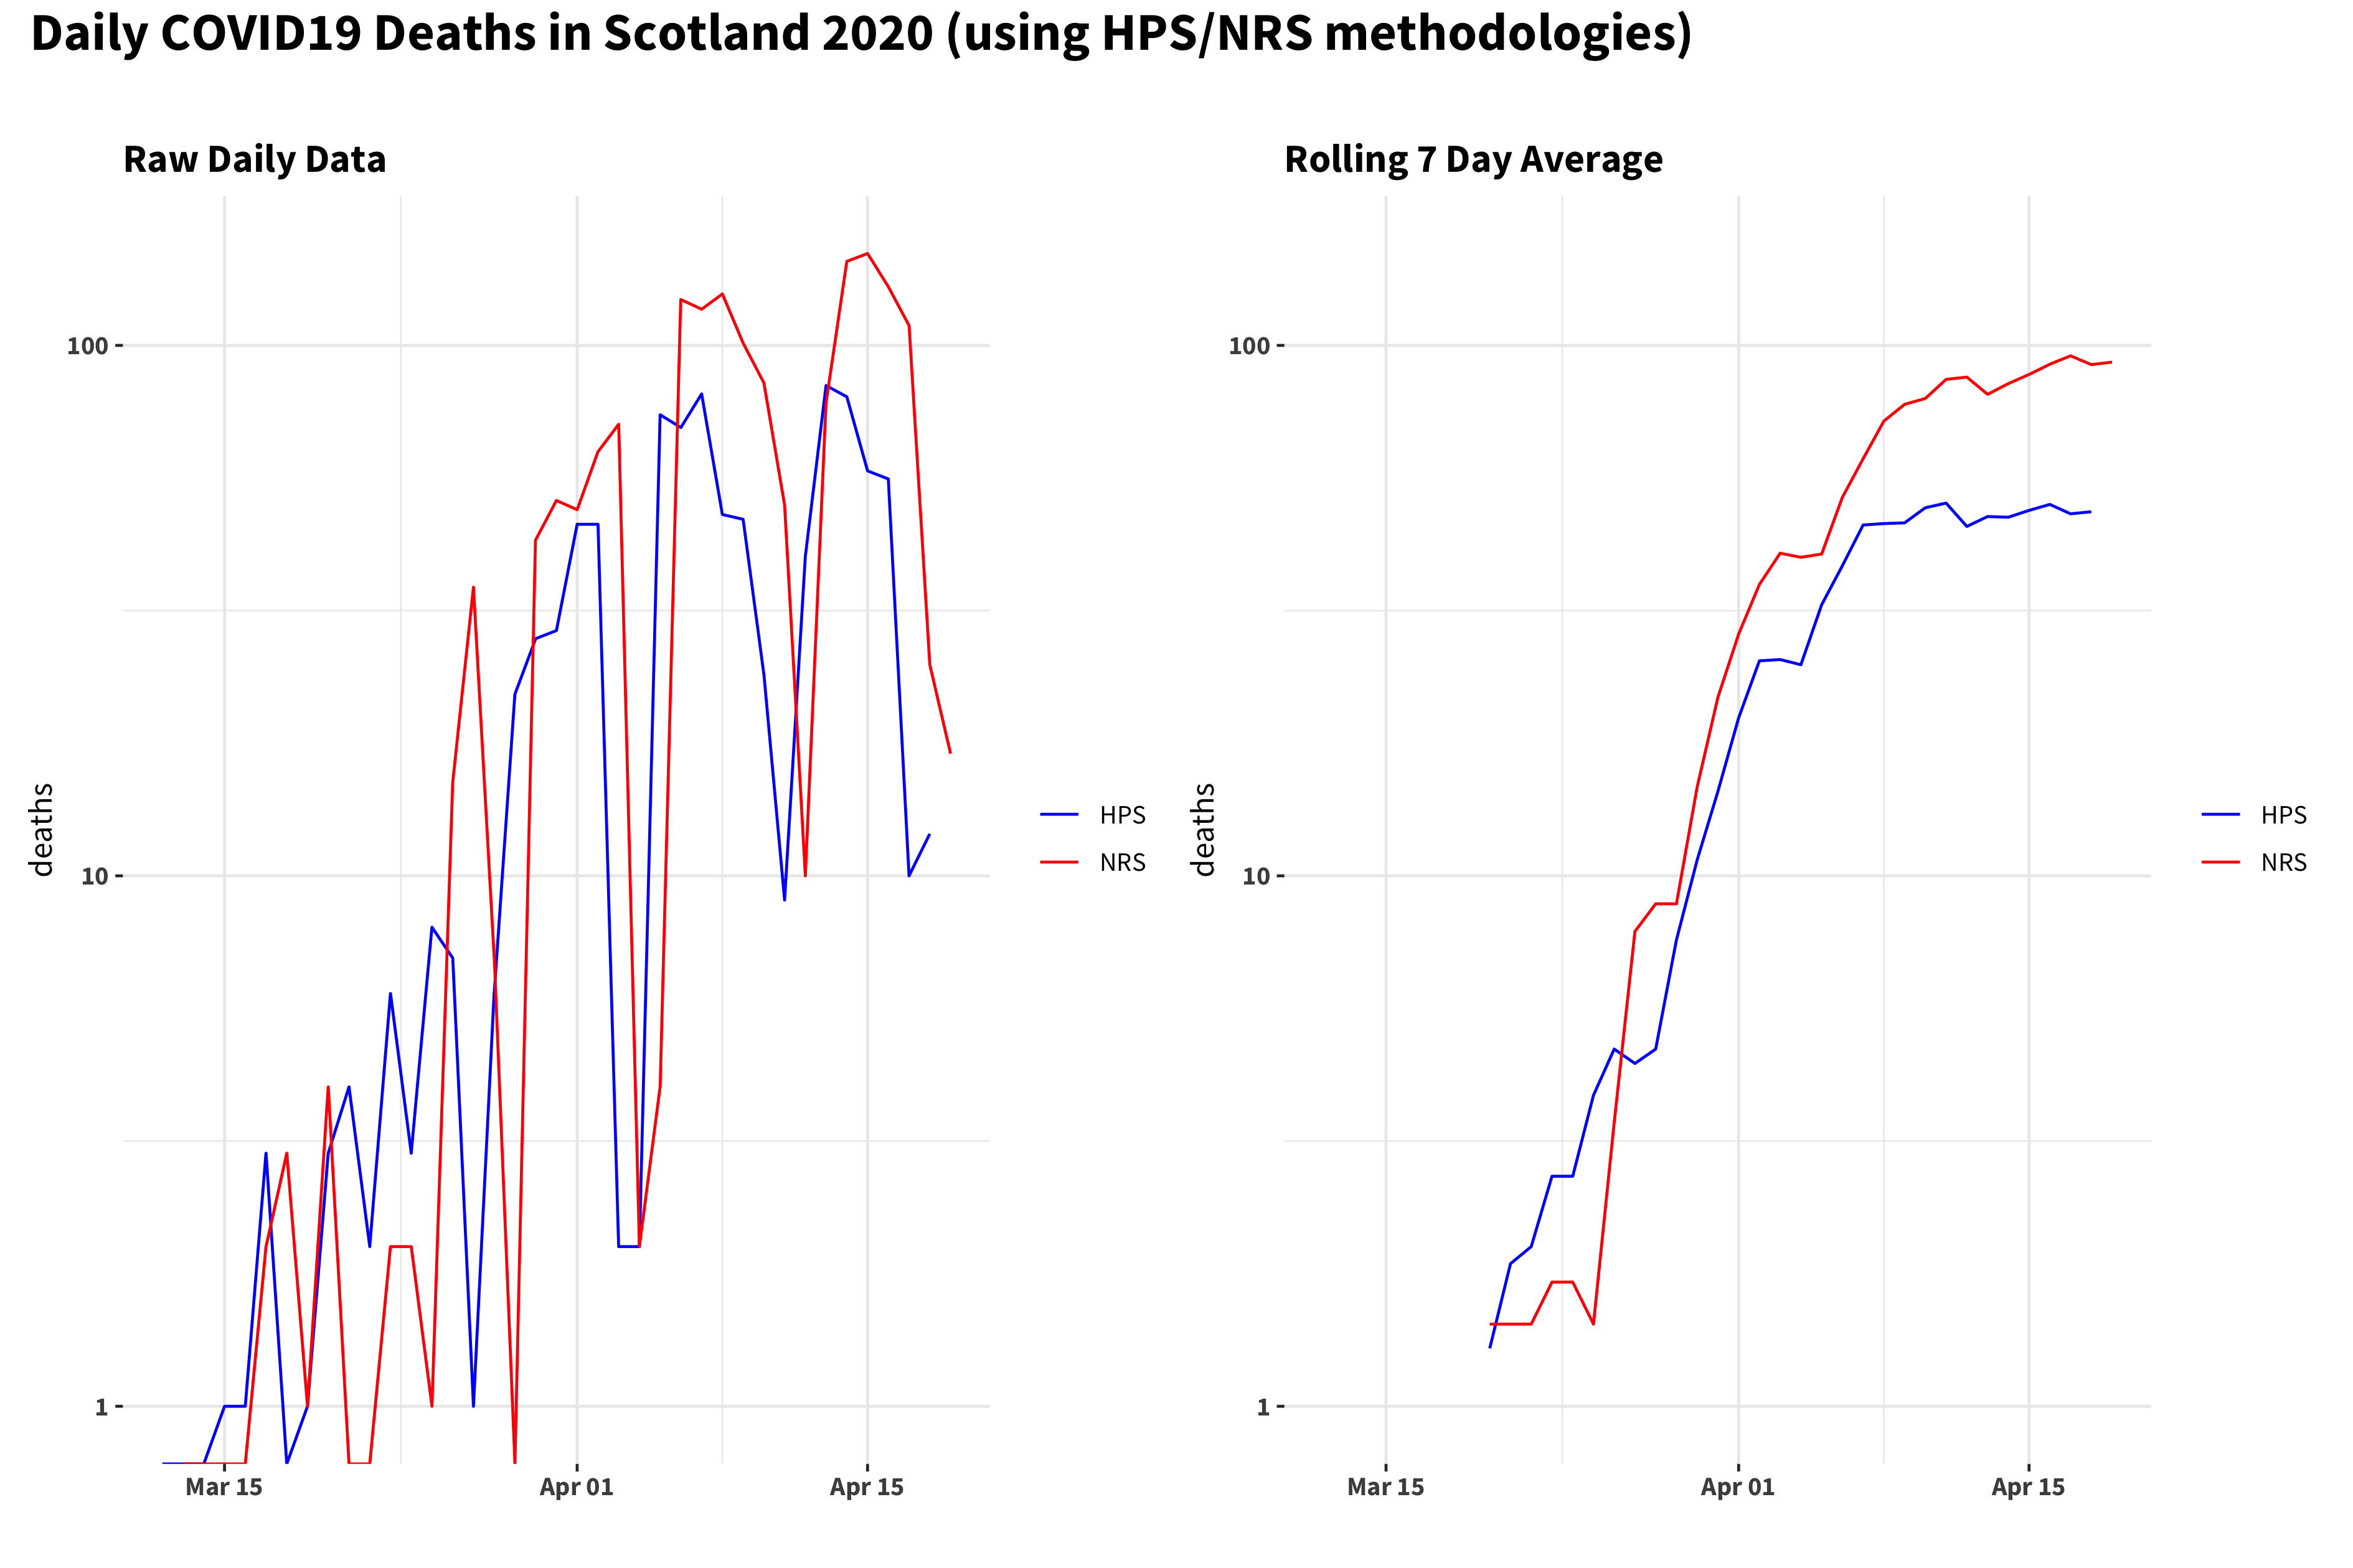 Daily COVID19 Deaths in Scotland 2020 (using HPS/NRS methodologies)
Raw Daily Data
deaths
100
10
1
Mar 15 Apr 01 Apr 15
HPS
NRS
Rolling 7 Day Average
deaths
100
10
1
Mar 15 Apr 01 Apr 15
HPS
NRS